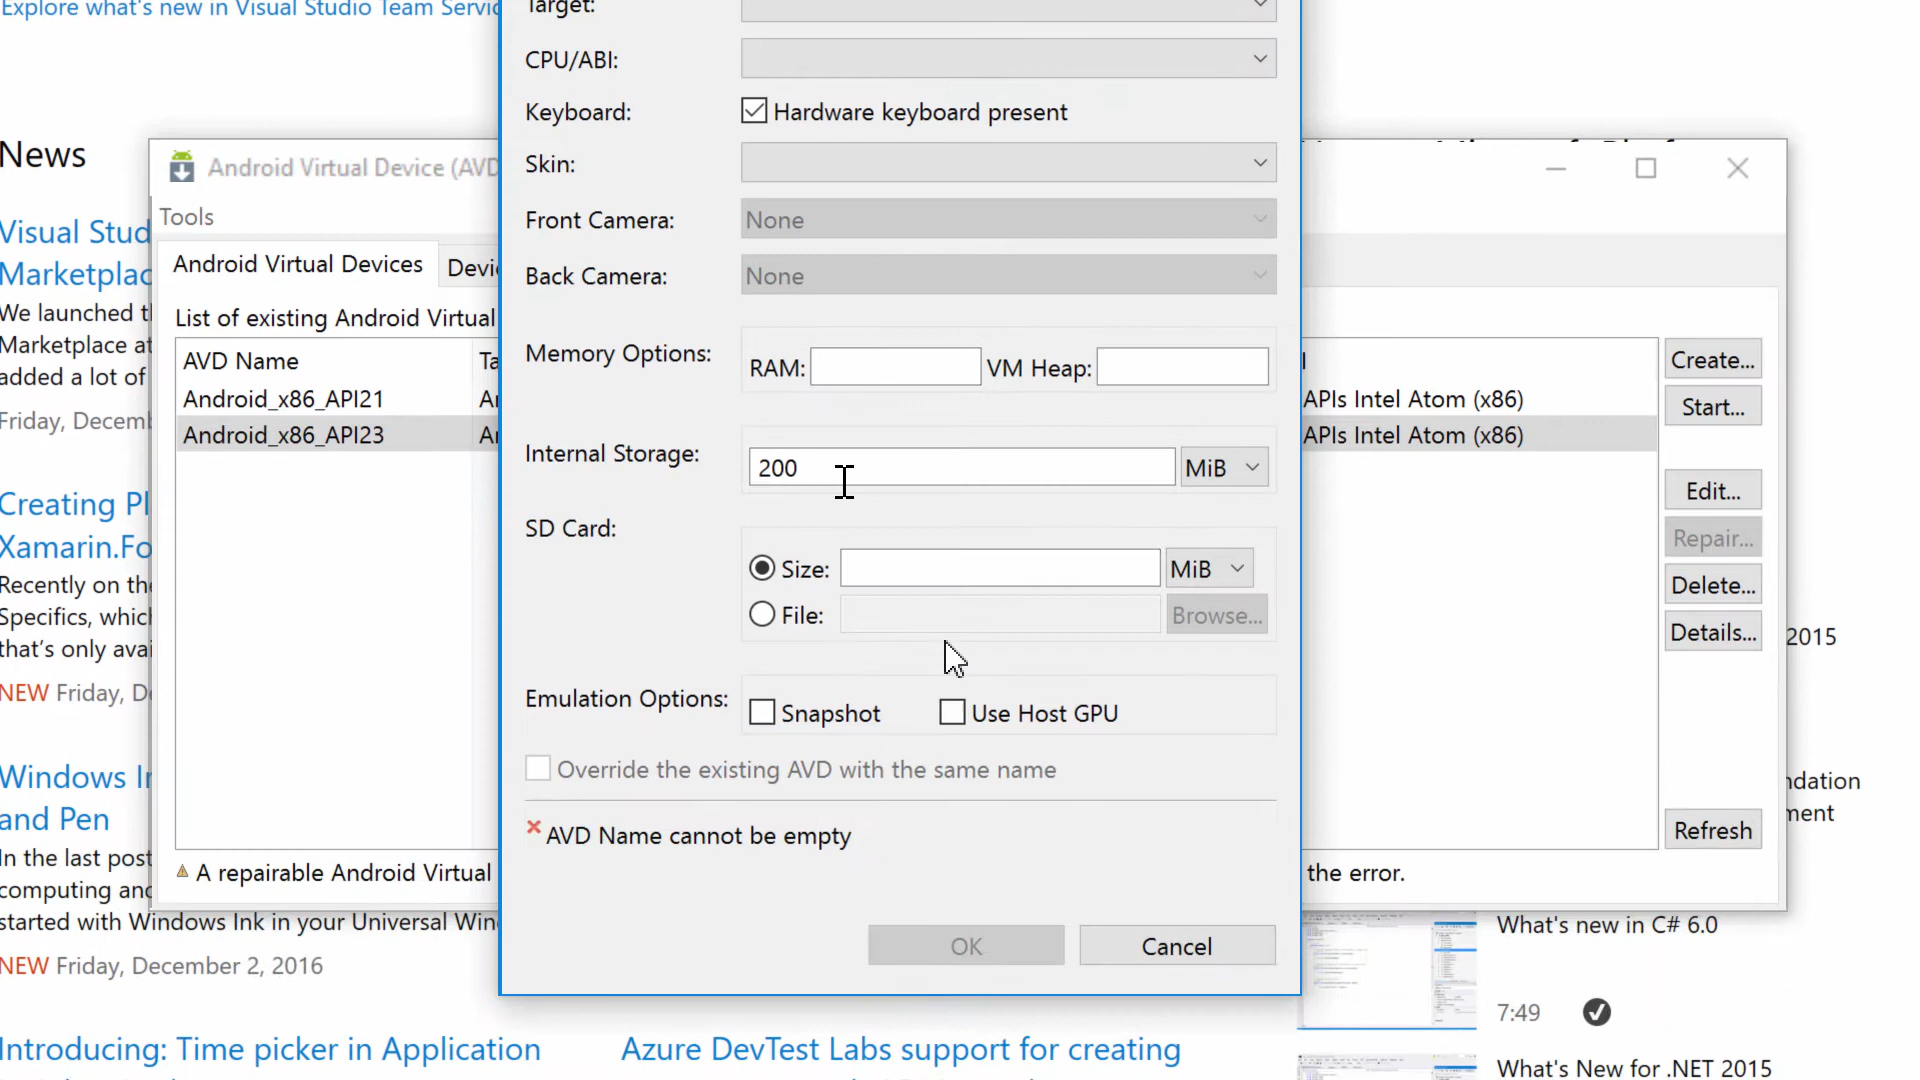 Explore what's new in Visual Studio Team Servic
Target:
CPU/ABI:
Keyboard: Hardware keyboard present
Skin:
Front Camera: None
Back Camera: None
Memory Options: RAM: VM Heap:
Internal Storage: 200 MiB
SD Card:
Size: MiB
File: Browse...
Emulation Options: Snapshot Use Host GPU
Override the existing AVD with the same name
AVD Name cannot be empty
OK Cancel
News
Visual Stud
Marketplac
We launched t
Marketplace at
added a lot of
Friday, Decem
Creating Pl
Xamarin.Fo
Recently on the
Specifics, which
that's only avai
NEW Friday, D
Windows In
and Pen
In the last post
computing and
started with Windows Ink in your Universal Win
NEW Friday, December 2, 2016
Introducing: Time picker in Application
Azure DevTest Labs support for creating
Android Virtual Device (AVD
Tools
Android Virtual Devices Devi
List of existing Android Virtual
AVD Name Ta
Android_x86_API21 An APIs Intel Atom (x86)
Android_x86_API23 An APIs Intel Atom (x86)
Create...
Start...
Edit...
Repair...
Delete...
Details...
Refresh
A repairable Android Virtual the error.
2015
ndation
ment
What's new in C# 6.0
7:49
What's New for .NET 2015